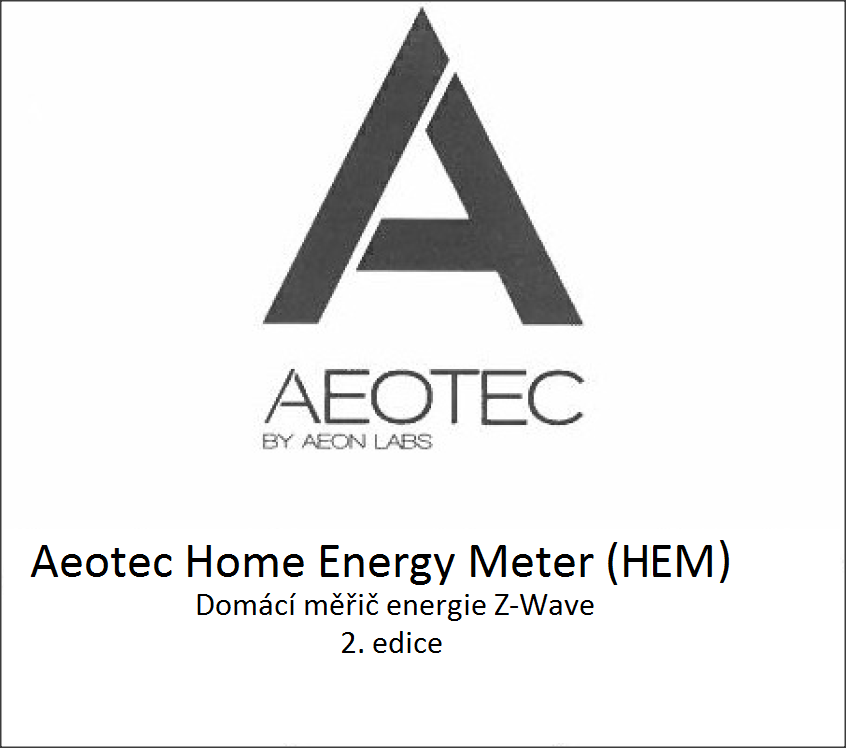 AEOTEC
BY AEON LABS
Aeotec Home Energy Meter (HEM)
Domácí měřič energie Z-Wave
2. edice